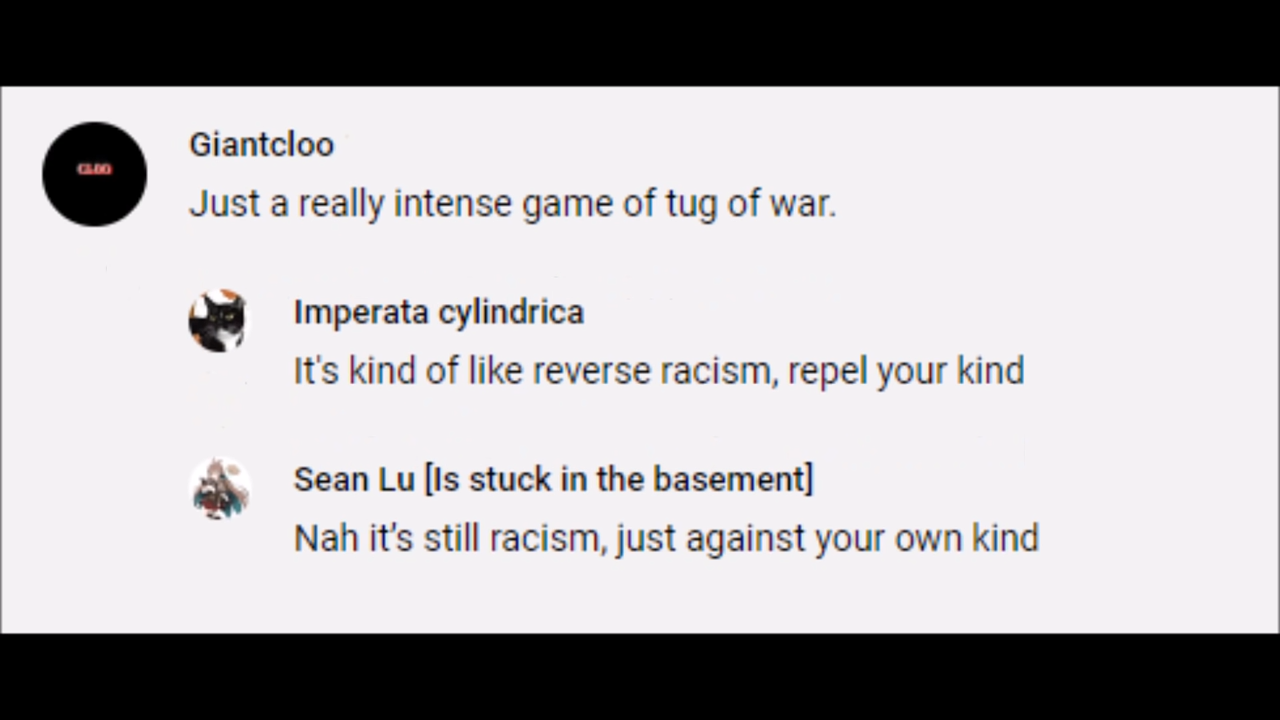 CLOO
Giantcloo
Just a really intense game of tug of war.
Imperata cylindrica
It's kind of like reverse racism, repel your kind
Sean Lu [Is stuck in the basement]
Nah it's still racism, just against your own kind